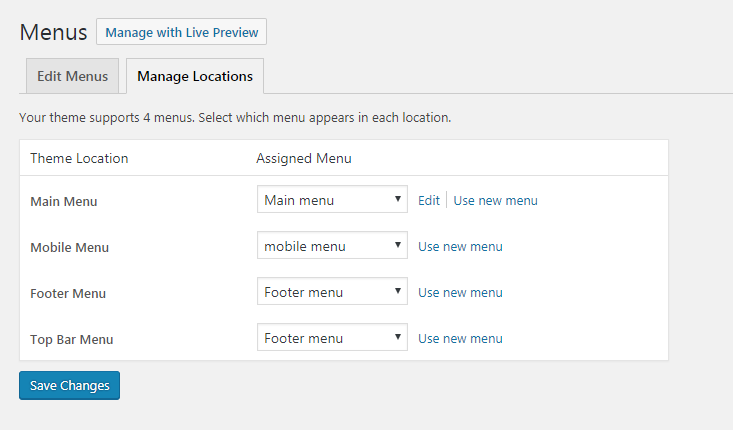 Menus Manage with Live Preview
Edit Menus Manage Locations
Your theme supports 4 menus. Select which menu appears in each location.
Theme Location Assigned Menu
Main Menu Main menu Edit Use new menu
Mobile Menu mobile menu Use new menu
Footer Menu Footer menu Use new menu
Top Bar Menu Footer menu Use new menu
Save Changes